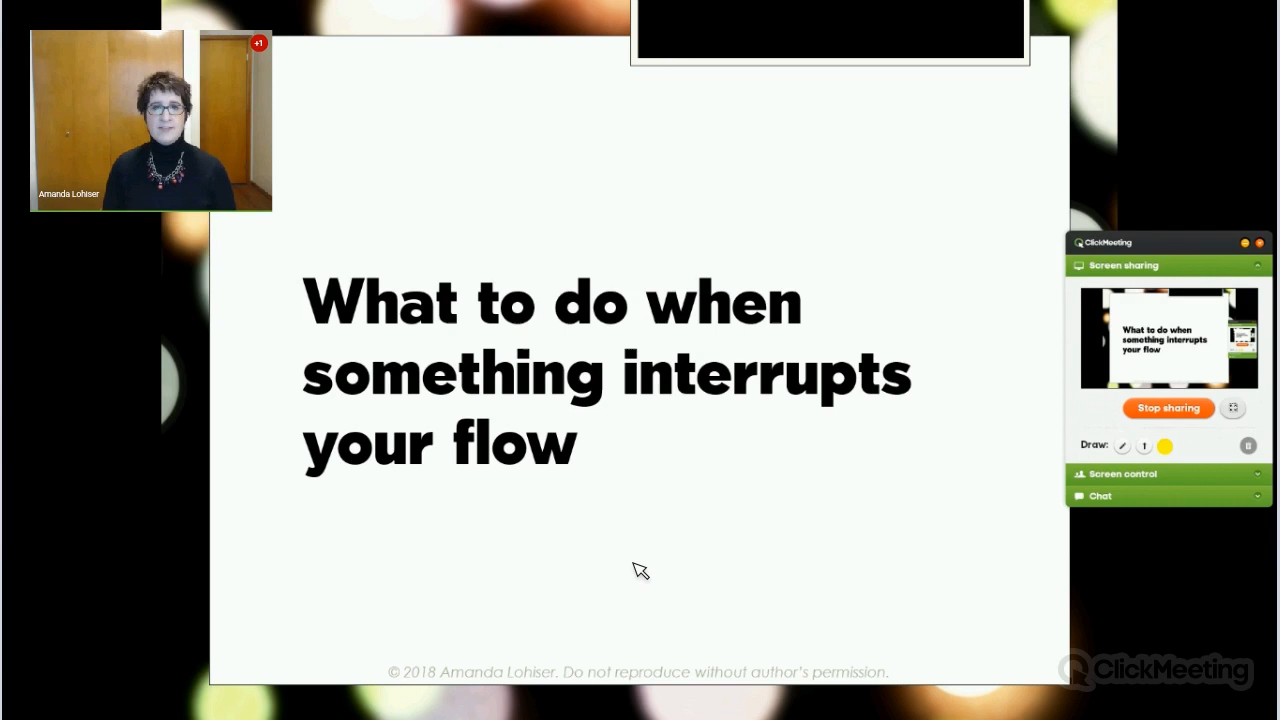 +1
Amanda Lohiser
What to do when
something interrupts
your flow
© 2018 Amanda Lohiser. Do not reproduce without author's permission.
ClickMeeting
Screen sharing
What to do when
something interrupts
your flow
Stop sharing
Draw:
Screen control
Chat
ClickMeeting